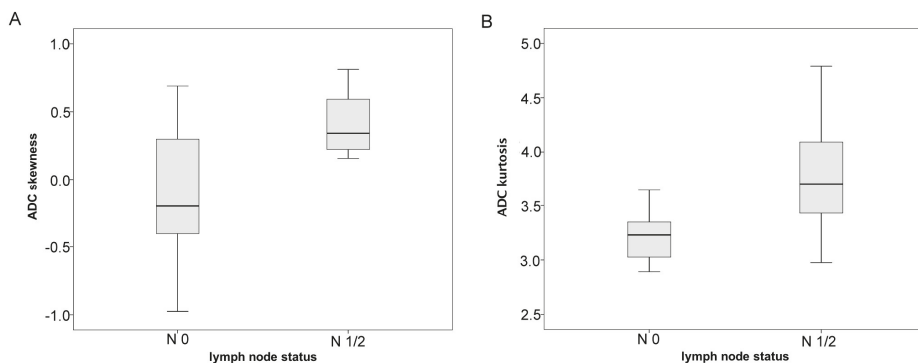 A
ADC skewness
1.0
0.5
0.0
-0.5
-1.0
N 0
N 1/2
lymph node status
B
ADC kurtosis
5.0
4.5
4.0
3.5
3.0
2.5
N 0
N 1/2
lymph node status